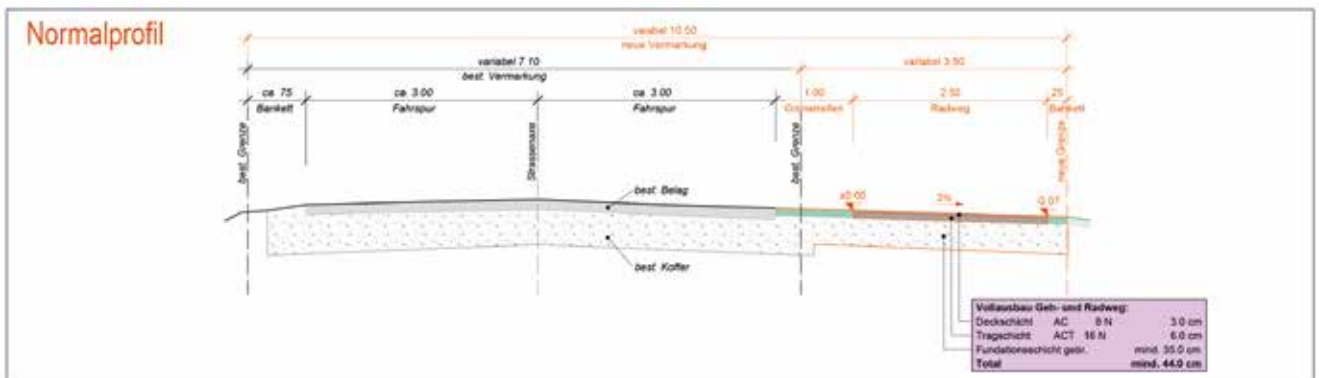 Normalprofil
variabel 10.50
neue Vermarkung
variabel 7.10
best. Vermarkung
variabel 3.50
ca. 75
Bankett
ca. 3.00
Fahrspur
ca. 3.00
Fahrspur
1.00
Grünstreifen
2.50
Radweg
25
Bankett
best. Grenze
Strassenaxe
best. Grenze
neue Grenze
best. Belag
±0.00
3%
-0.07
best. Koffer
Vollausbau Geh- und Radweg:
Deckschicht AC 8 N 3.0 cm
Tragschicht ACT 16 N 6.0 cm
Fundationsschicht gebr. mind. 35.0 cm
Total mind. 44.0 cm